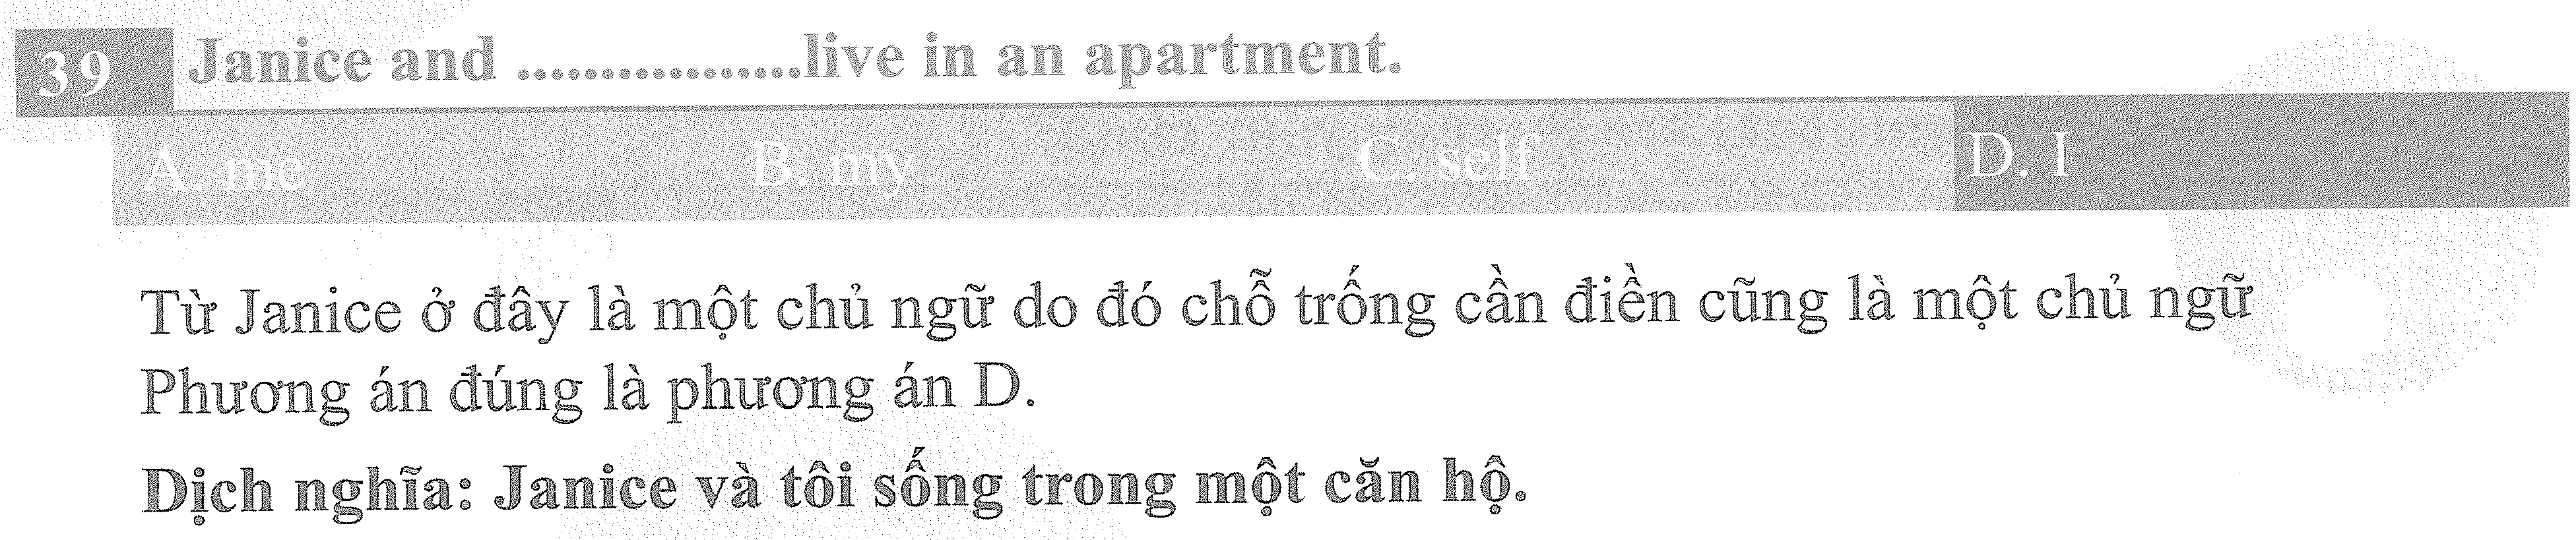 39 Janice and ................live in an apartment.
A. me B. my C. self D. I
Từ Janice ở đây là một chủ ngữ do đó chỗ trống cần điền cũng là một chủ ngữ
Phương án đúng là phương án D.
Dịch nghĩa: Janice và tôi sống trong một căn hộ.